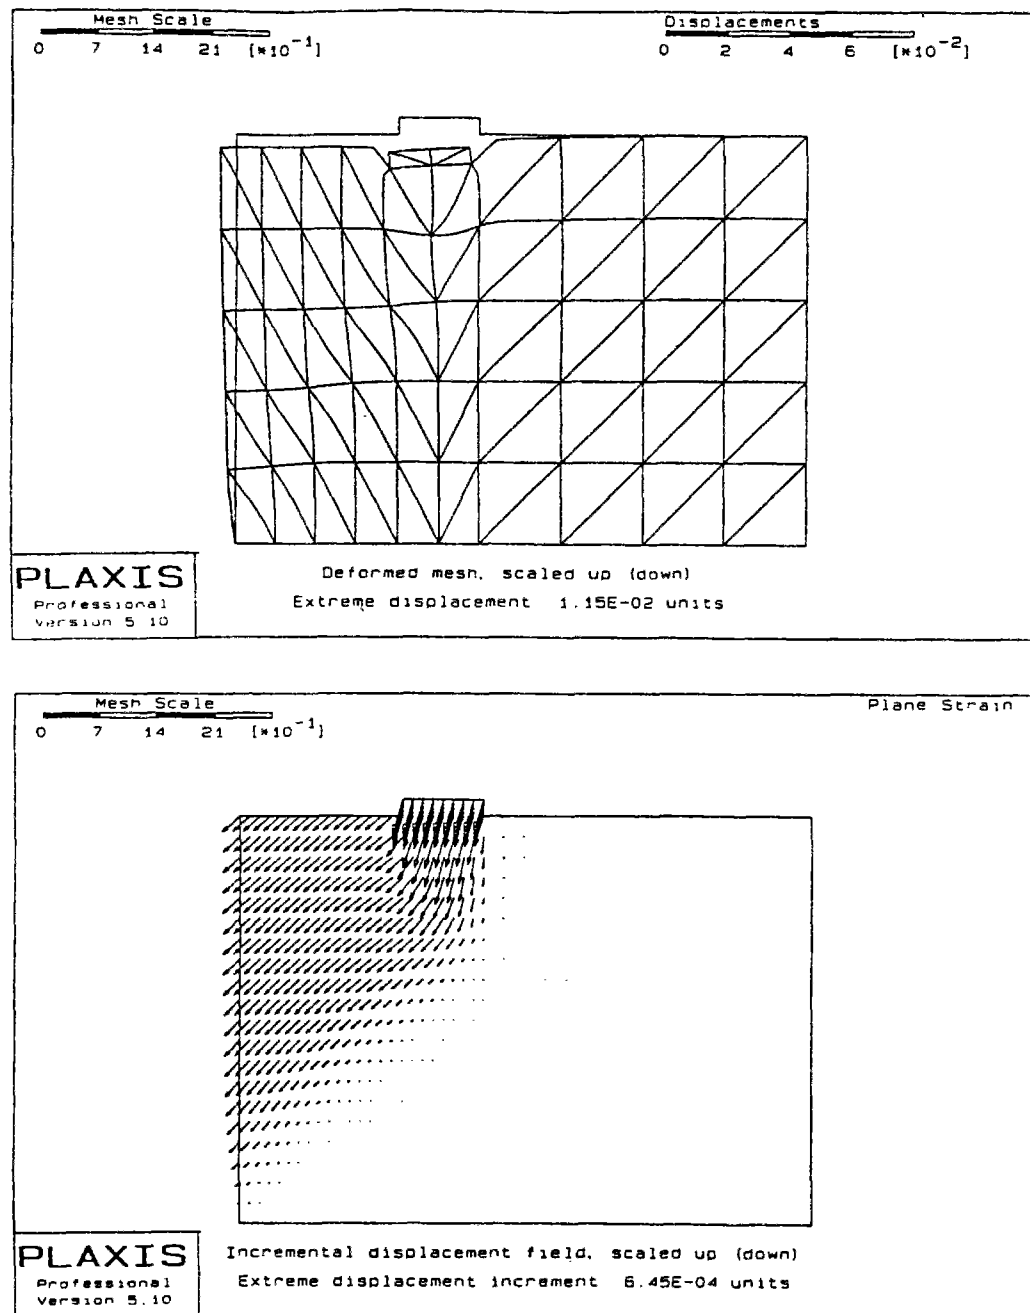 Mesh Scale
0 7 14 21 [*10^-1]
Displacements
0 2 4 6 [*10^-2]
PLAXIS
Professional
Version 5 10
Deformed mesh, scaled up (down)
Extreme displacement 1.15E-02 units
Mesh Scale
0 7 14 21 [*10^-1]
Plane Strain
PLAXIS
Professional
Version 5.10
Incremental displacement field, scaled up (down)
Extreme displacement increment 6.45E-04 units